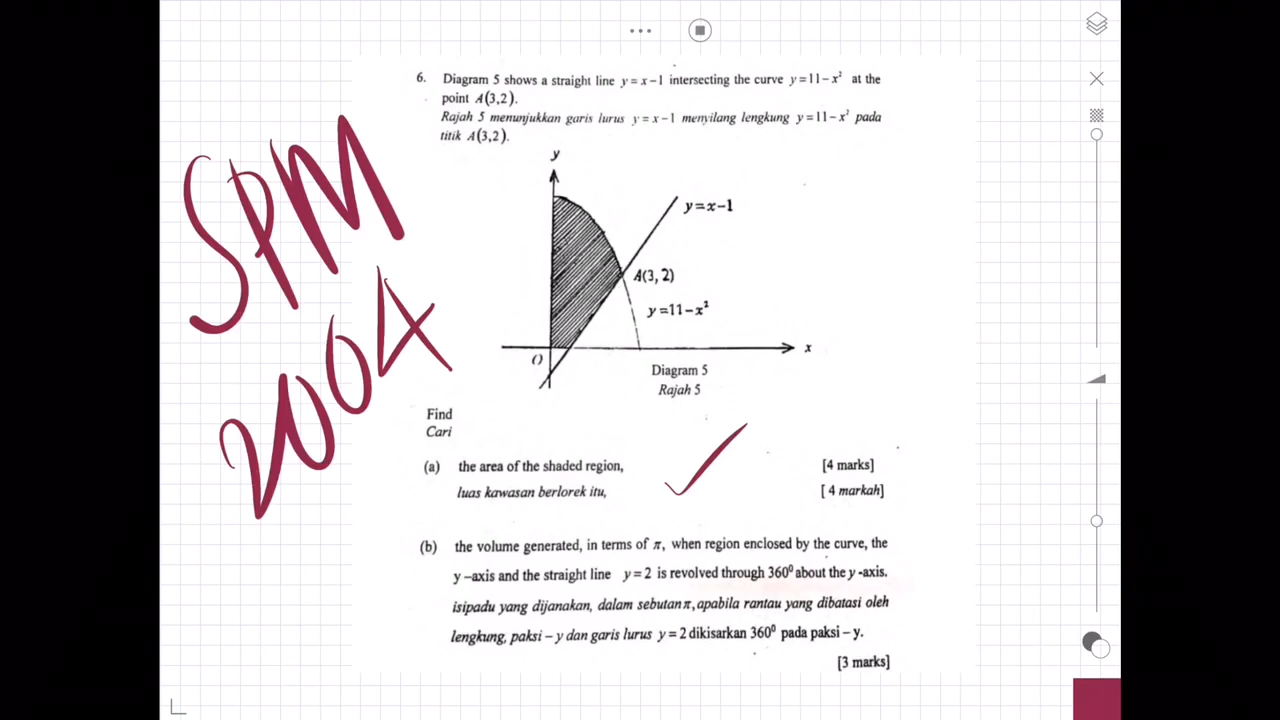 SPM
2004
6. Diagram 5 shows a straight line y = x − 1 intersecting the curve y = 11 − x² at the
point A(3,2).
Rajah 5 menunjukkan garis lurus y = x − 1 menyilang lengkung y = 11 − x² pada
titik A(3,2).
y
y = x − 1
A(3, 2)
y = 11 − x²
O
x
Diagram 5
Rajah 5
Find
Cari
(a) the area of the shaded region, [4 marks]
luas kawasan berlorek itu, [ 4 markah]
(b) the volume generated, in terms of π, when region enclosed by the curve, the
y –axis and the straight line y = 2 is revolved through 360⁰ about the y -axis.
isipadu yang dijanakan, dalam sebutan π, apabila rantau yang dibatasi oleh
lengkung, paksi – y dan garis lurus y = 2 dikisarkan 360⁰ pada paksi – y.
[3 marks]